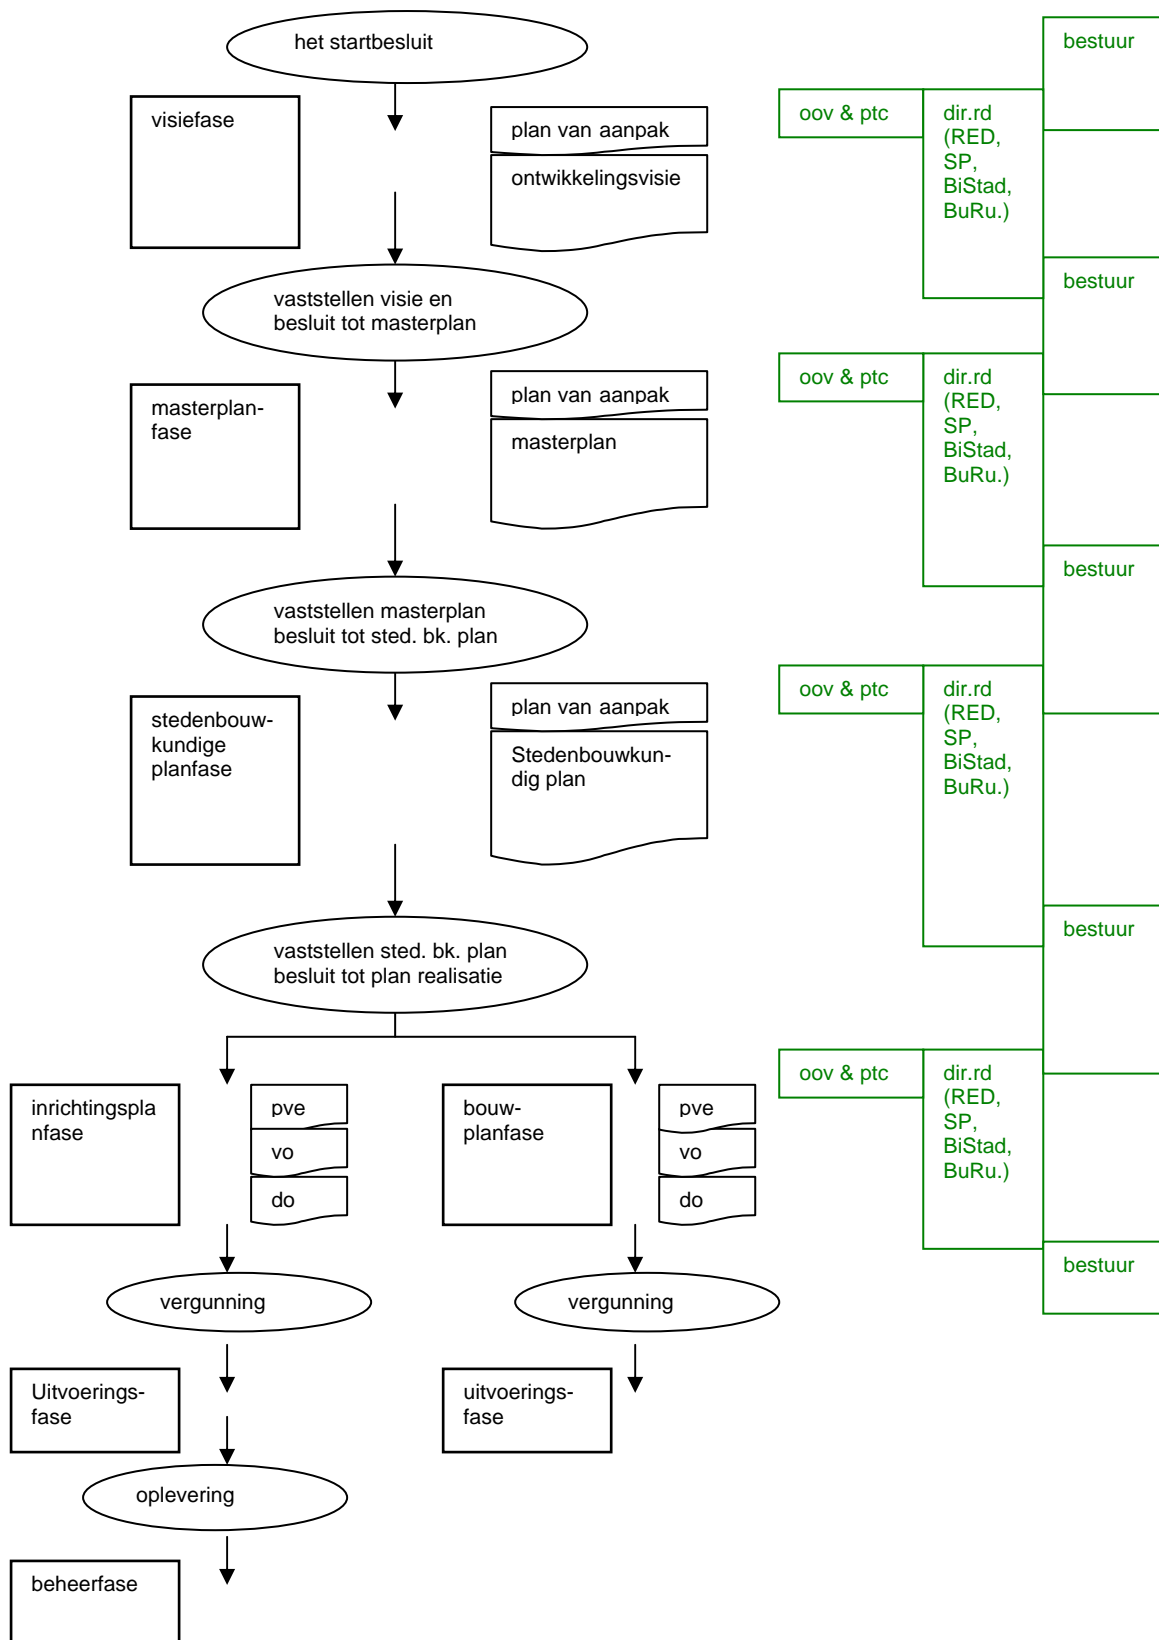 het startbesluit
bestuur
visiefase
plan van aanpak
ontwikkelingsvisie
oov & ptc
dir.rd
(RED,
SP,
BiStad,
BuRu.)
vaststellen visie en
besluit tot masterplan
bestuur
masterplan-
fase
plan van aanpak
masterplan
oov & ptc
dir.rd
(RED,
SP,
BiStad,
BuRu.)
vaststellen masterplan
besluit tot sted. bk. plan
bestuur
stedenbouw-
kundige
planfase
plan van aanpak
Stedenbouwkun-
dig plan
oov & ptc
dir.rd
(RED,
SP,
BiStad,
BuRu.)
vaststellen sted. bk. plan
besluit tot plan realisatie
bestuur
inrichtingspla
nfase
pve
vo
do
bouw-
planfase
pve
vo
do
oov & ptc
dir.rd
(RED,
SP,
BiStad,
BuRu.)
vergunning
vergunning
bestuur
Uitvoerings-
fase
uitvoerings-
fase
oplevering
beheerfase